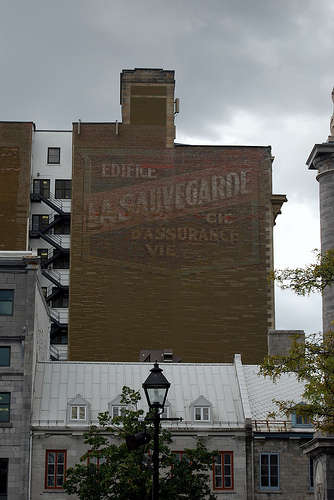 EDIFICE
LA SAUVEGARDE
CIE
D'ASSURANCE
VIE